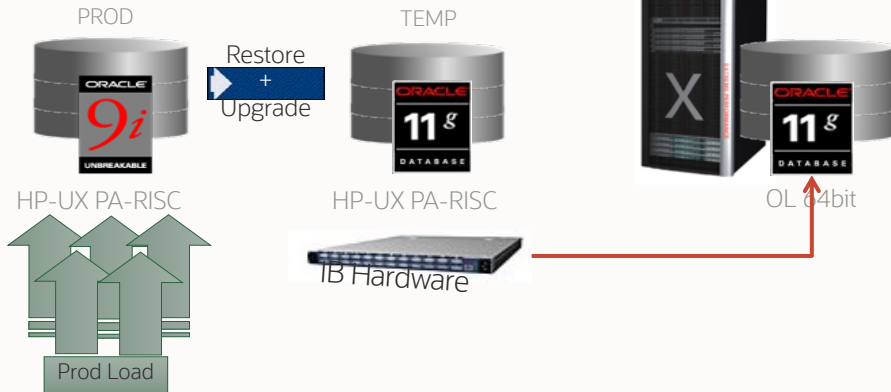 PROD
TEMP
ORACLE
9i
UNBREAKABLE
Restore
+
Upgrade
ORACLE
11g
DATABASE
X
ORACLE
11g
DATABASE
HP-UX PA-RISC
HP-UX PA-RISC
OL 64bit
IB Hardware
Prod Load